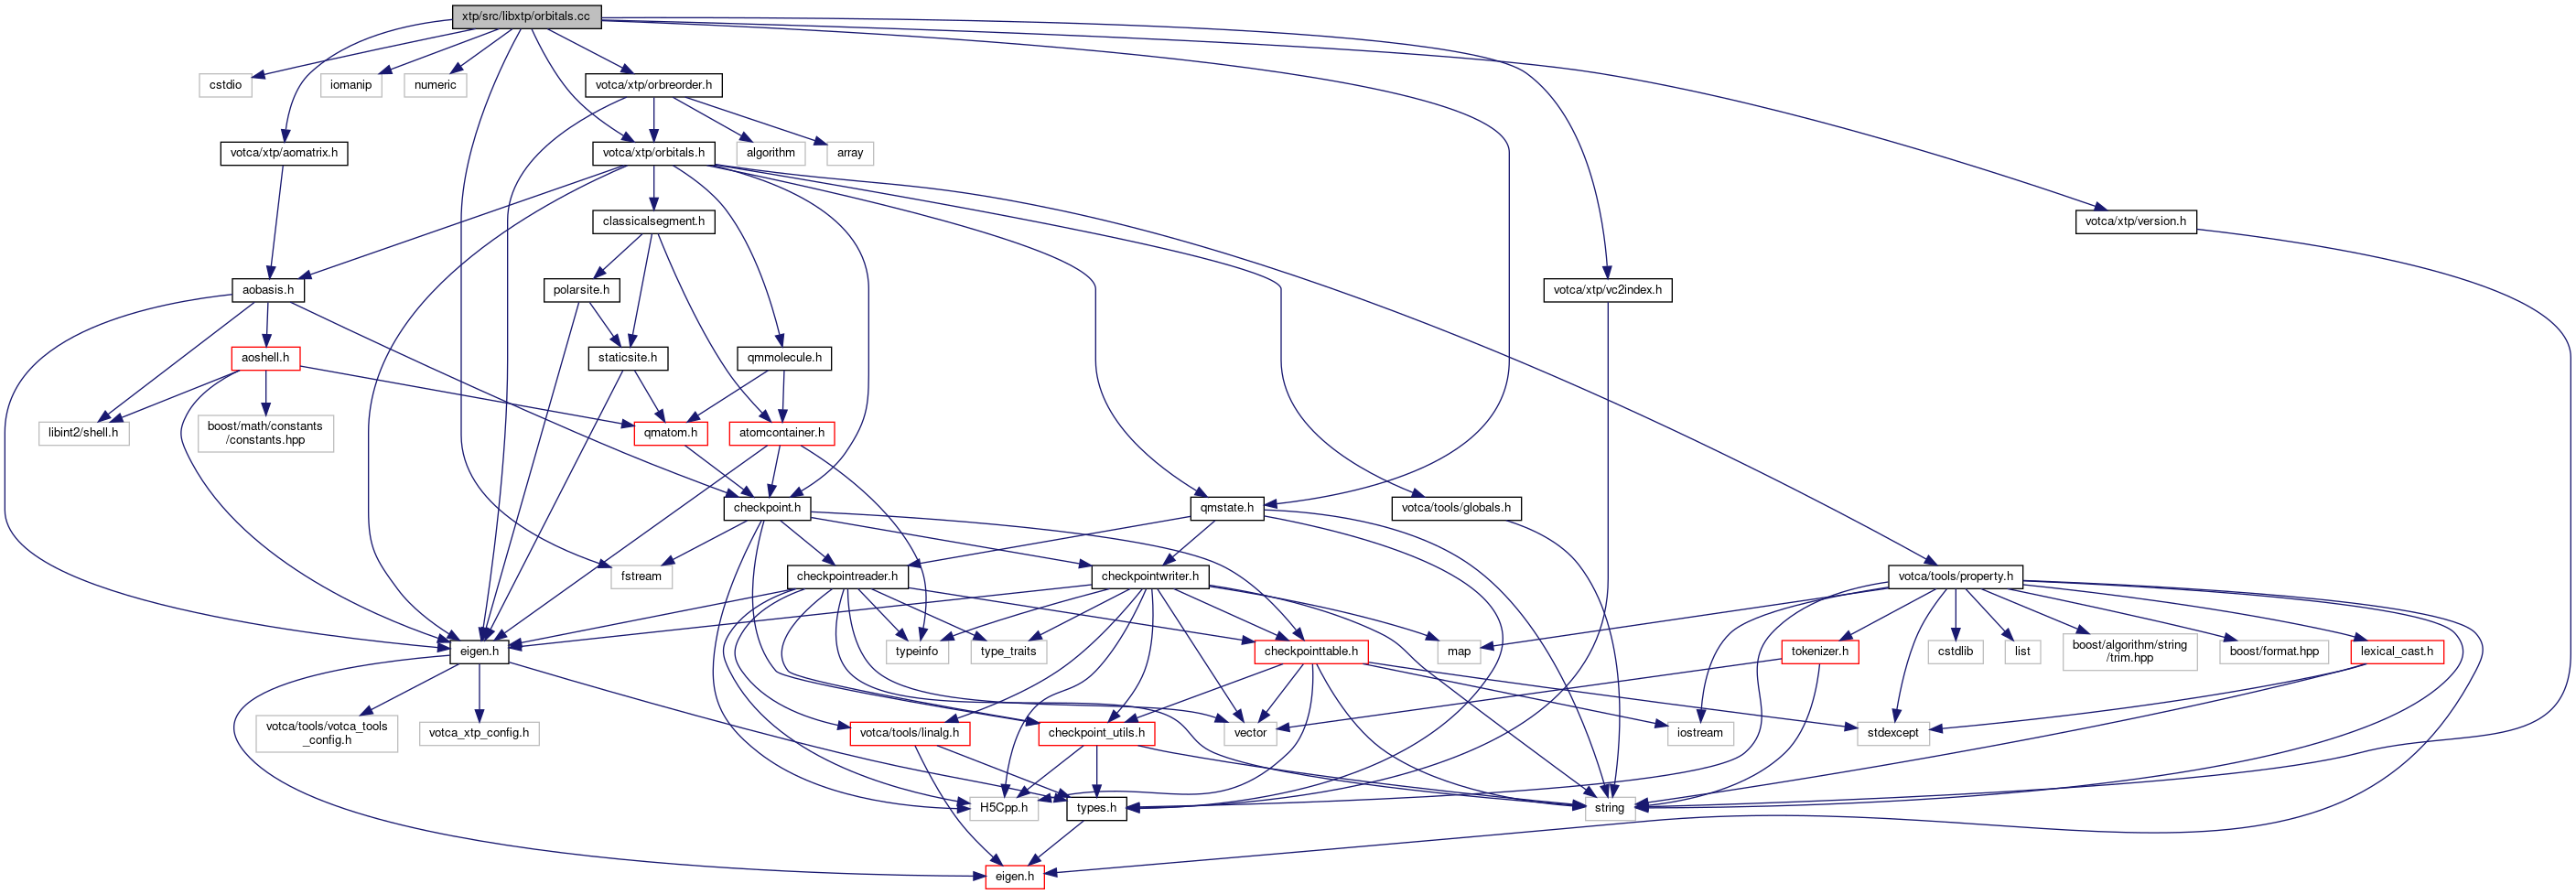 xtp/src/libxtp/orbitals.cc
cstdio
iomanip
numeric
votca/xtp/orbreorder.h
votca/xtp/aomatrix.h
votca/xtp/orbitals.h
algorithm
array
classicalsegment.h
votca/xtp/version.h
aobasis.h
polarsite.h
votca/xtp/vc2index.h
aoshell.h
staticsite.h
qmmolecule.h
libint2/shell.h
boost/math/constants
/constants.hpp
qmatom.h
atomcontainer.h
checkpoint.h
qmstate.h
votca/tools/globals.h
fstream
checkpointreader.h
checkpointwriter.h
votca/tools/property.h
eigen.h
typeinfo
type_traits
checkpointtable.h
map
tokenizer.h
cstdlib
list
boost/algorithm/string
/trim.hpp
boost/format.hpp
lexical_cast.h
votca/tools/votca_tools
_config.h
votca_xtp_config.h
votca/tools/linalg.h
checkpoint_utils.h
vector
iostream
stdexcept
H5Cpp.h
types.h
string
eigen.h